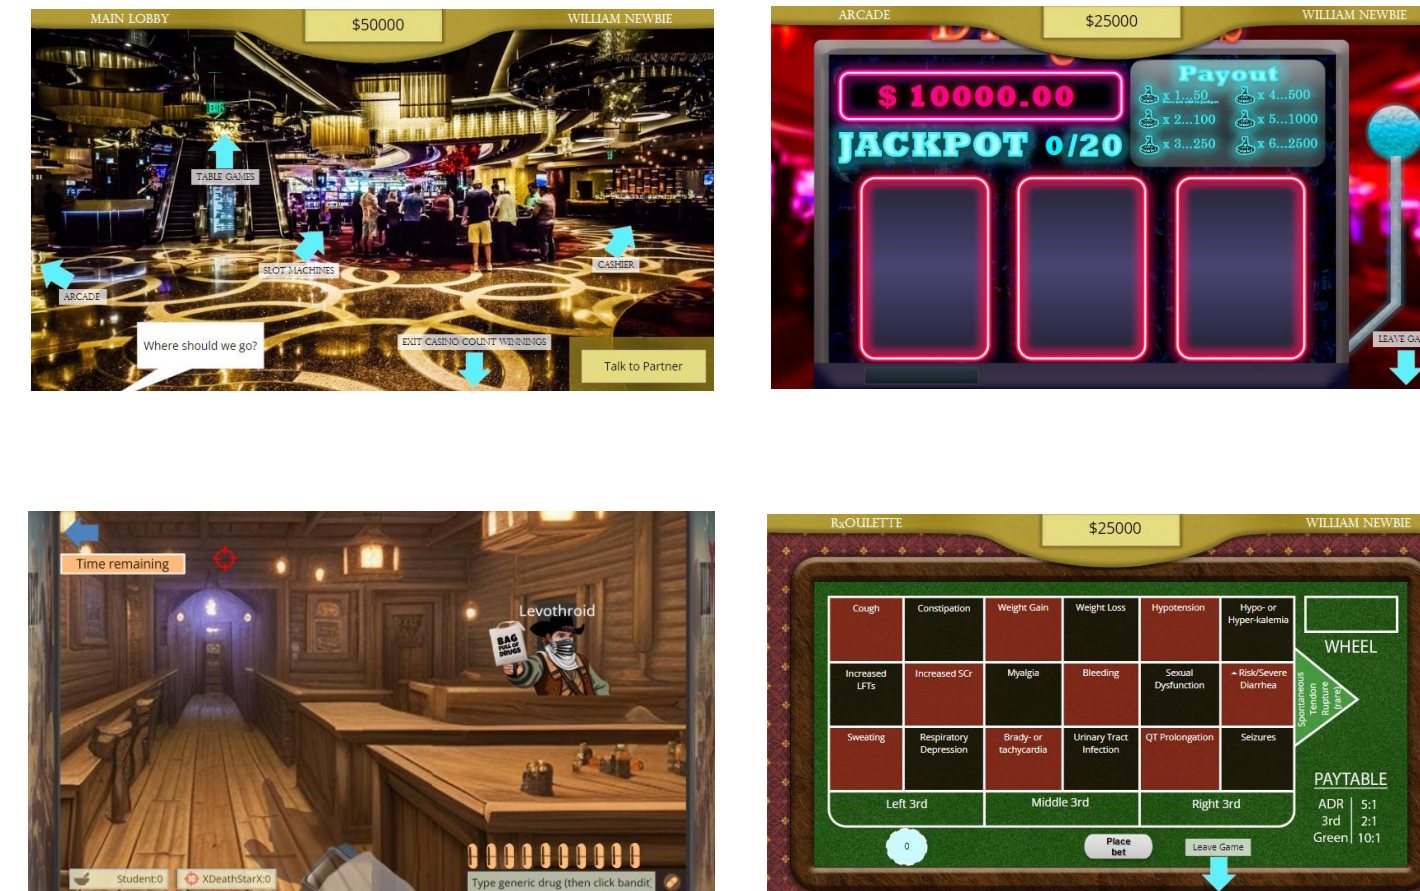 MAIN LOBBY
$50000
WILLIAM NEWBIE
EXIT
TABLE GAMES
SLOT MACHINES
CASHIER
ARCADE
Where should we go?
EXIT CASINO/COUNT WINNINGS
Talk to Partner
ARCADE
$25000
WILLIAM NEWBIE
$ 10000.00
JACKPOT 0/20
Payout
x 1...50
x 4...500
x 2...100
x 5...1000
x 3...250
x 6...2500
LEAVE GA
Time remaining
Levothroid
BAG
FULL OF
DRUGS
Student:0
XDeathStarX:0
Type generic drug (then click bandit)
RxOULETTE
$25000
WILLIAM NEWBIE
Cough
Constipation
Weight Gain
Weight Loss
Hypotension
Hypo- or
Hyper-kalemia
Increased
LFTs
Increased SCr
Myalgia
Bleeding
Sexual
Dysfunction
Risk/Severe
Diarrhea
Sweating
Respiratory
Depression
Brady- or
tachycardia
Urinary Tract
Infection
QT Prolongation
Seizures
Left 3rd
Middle 3rd
Right 3rd
Spontaneous
Tendon
Rupture
(rare)
WHEEL
PAYTABLE
ADR 5:1
3rd 2:1
Green 10:1
0
Place
bet
Leave Game